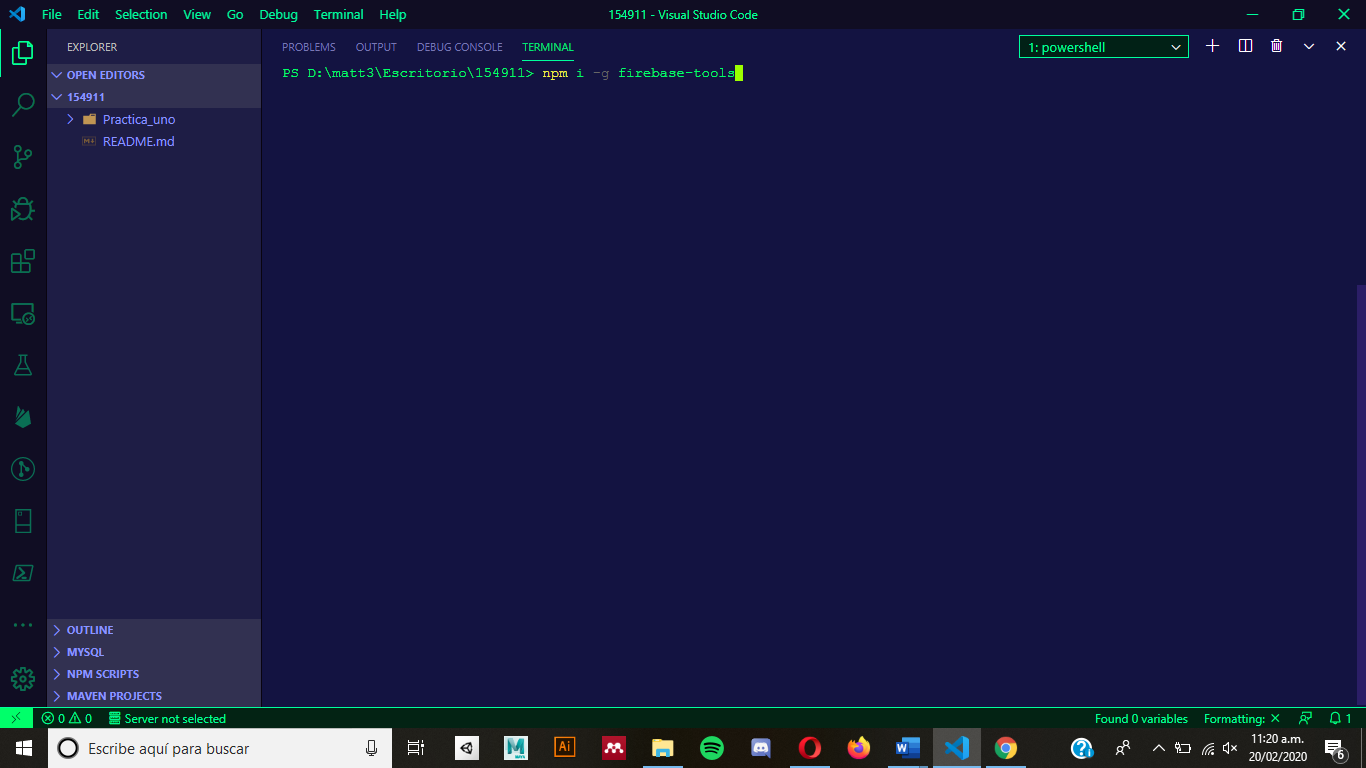 File Edit Selection View Go Debug Terminal Help
154911 - Visual Studio Code
EXPLORER
OPEN EDITORS
154911
Practica_uno
README.md
OUTLINE
MYSQL
NPM SCRIPTS
MAVEN PROJECTS
PROBLEMS OUTPUT DEBUG CONSOLE TERMINAL
1: powershell
PS D:\matt3\Escritorio\154911> npm i -g firebase-tools
0 0 Server not selected
Found 0 variables Formatting: 1
Escribe aquí para buscar
Ai
11:20 a.m.
20/02/2020
6